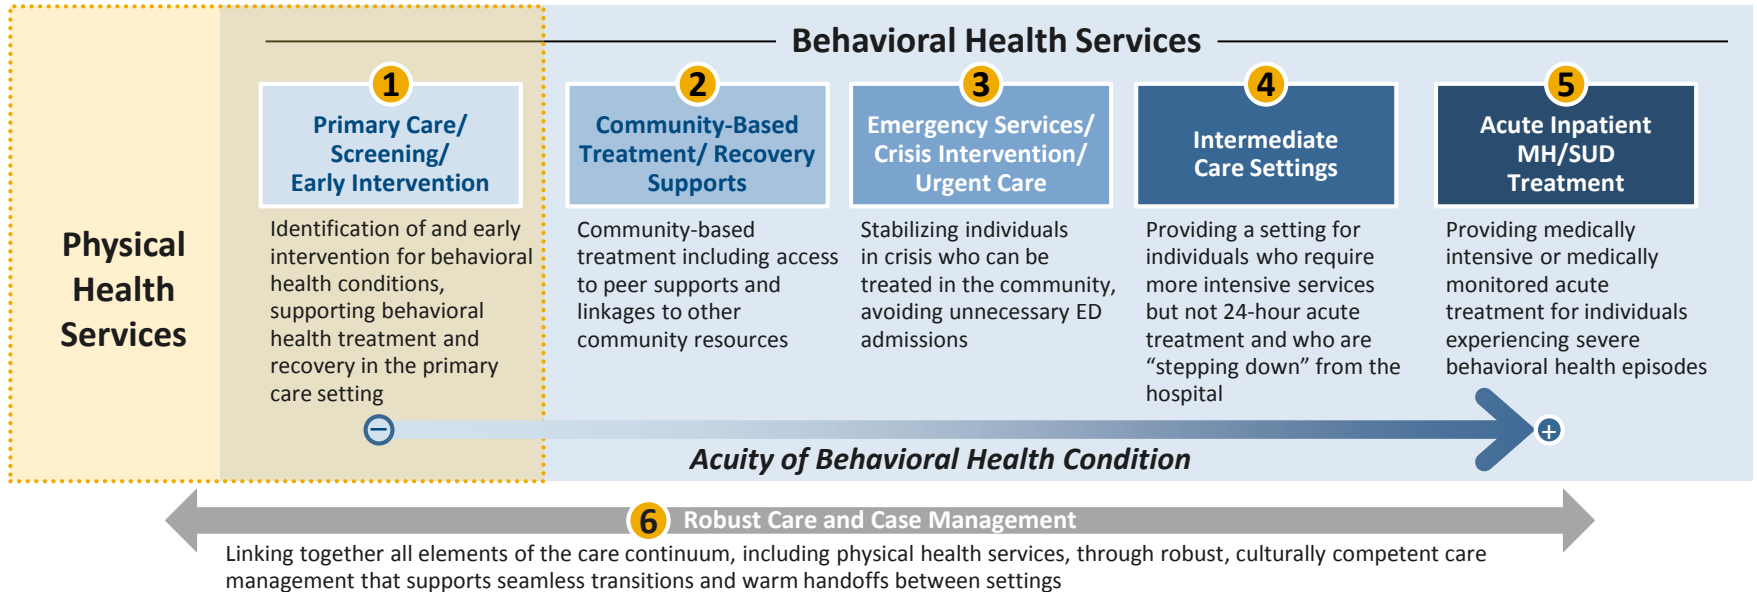 Behavioral Health Services
Physical
Health
Services
1
Primary Care/
Screening/
Early Intervention
Identification of and early
intervention for behavioral
health conditions,
supporting behavioral
health treatment and
recovery in the primary
care setting
2
Community-Based
Treatment/ Recovery
Supports
Community-based
treatment including access
to peer supports and
linkages to other
community resources
3
Emergency Services/
Crisis Intervention/
Urgent Care
Stabilizing individuals
in crisis who can be
treated in the community,
avoiding unnecessary ED
admissions
4
Intermediate
Care Settings
Providing a setting for
individuals who require
more intensive services
but not 24-hour acute
treatment and who are
“stepping down” from the
hospital
5
Acute Inpatient
MH/SUD
Treatment
Providing medically
intensive or medically
monitored acute
treatment for individuals
experiencing severe
behavioral health episodes
− +
Acuity of Behavioral Health Condition
6 Robust Care and Case Management
Linking together all elements of the care continuum, including physical health services, through robust, culturally competent care
management that supports seamless transitions and warm handoffs between settings